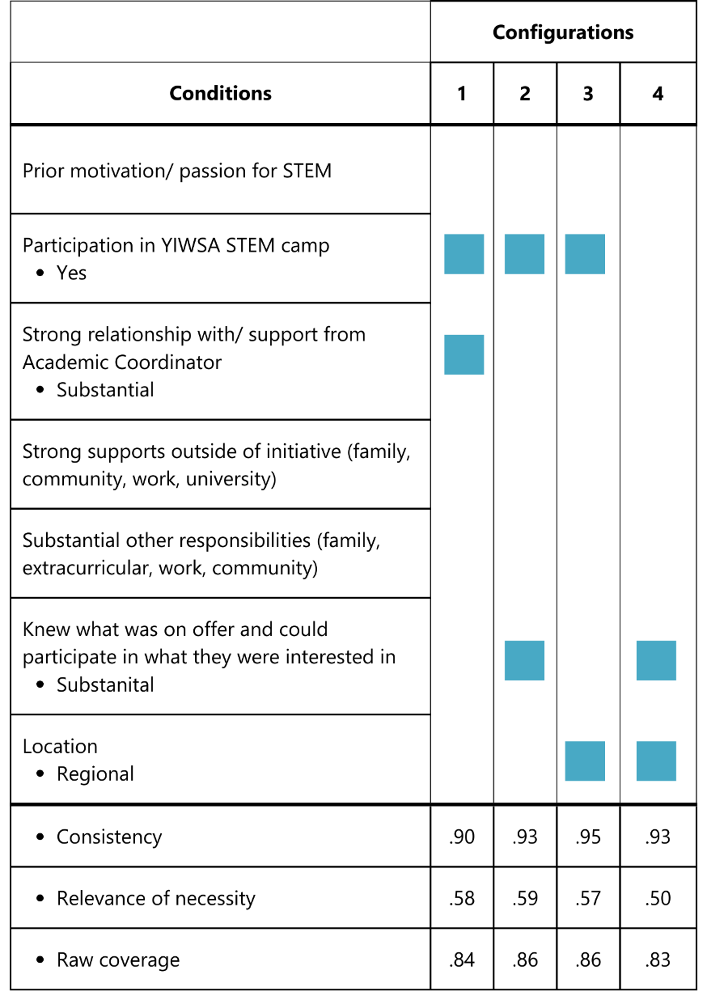 Configurations
Conditions 1 2 3 4
Prior motivation/ passion for STEM
Participation in YIWSA STEM camp
• Yes
Strong relationship with/ support from
Academic Coordinator
• Substantial
Strong supports outside of initiative (family,
community, work, university)
Substantial other responsibilities (family,
extracurricular, work, community)
Knew what was on offer and could
participate in what they were interested in
• Substanital
Location
• Regional
• Consistency .90 .93 .95 .93
• Relevance of necessity .58 .59 .57 .50
• Raw coverage .84 .86 .86 .83